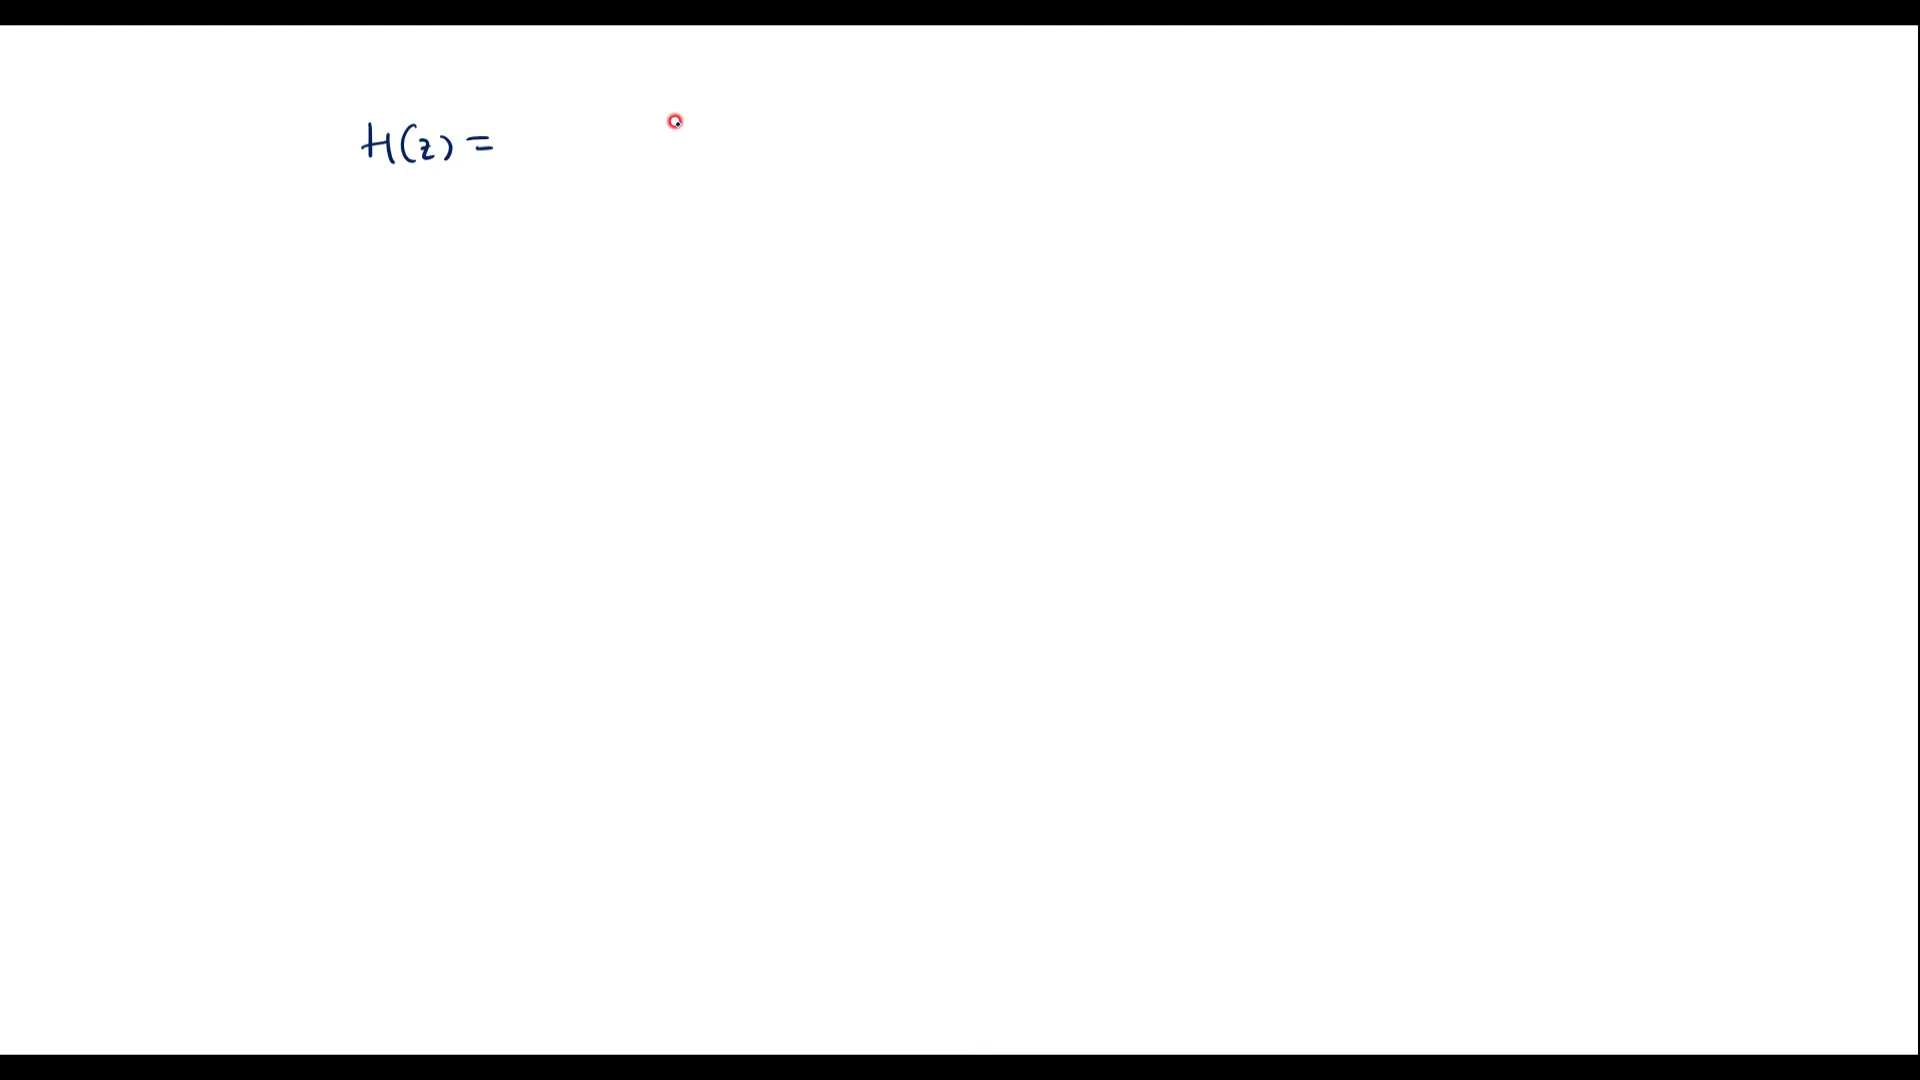 H(z) =